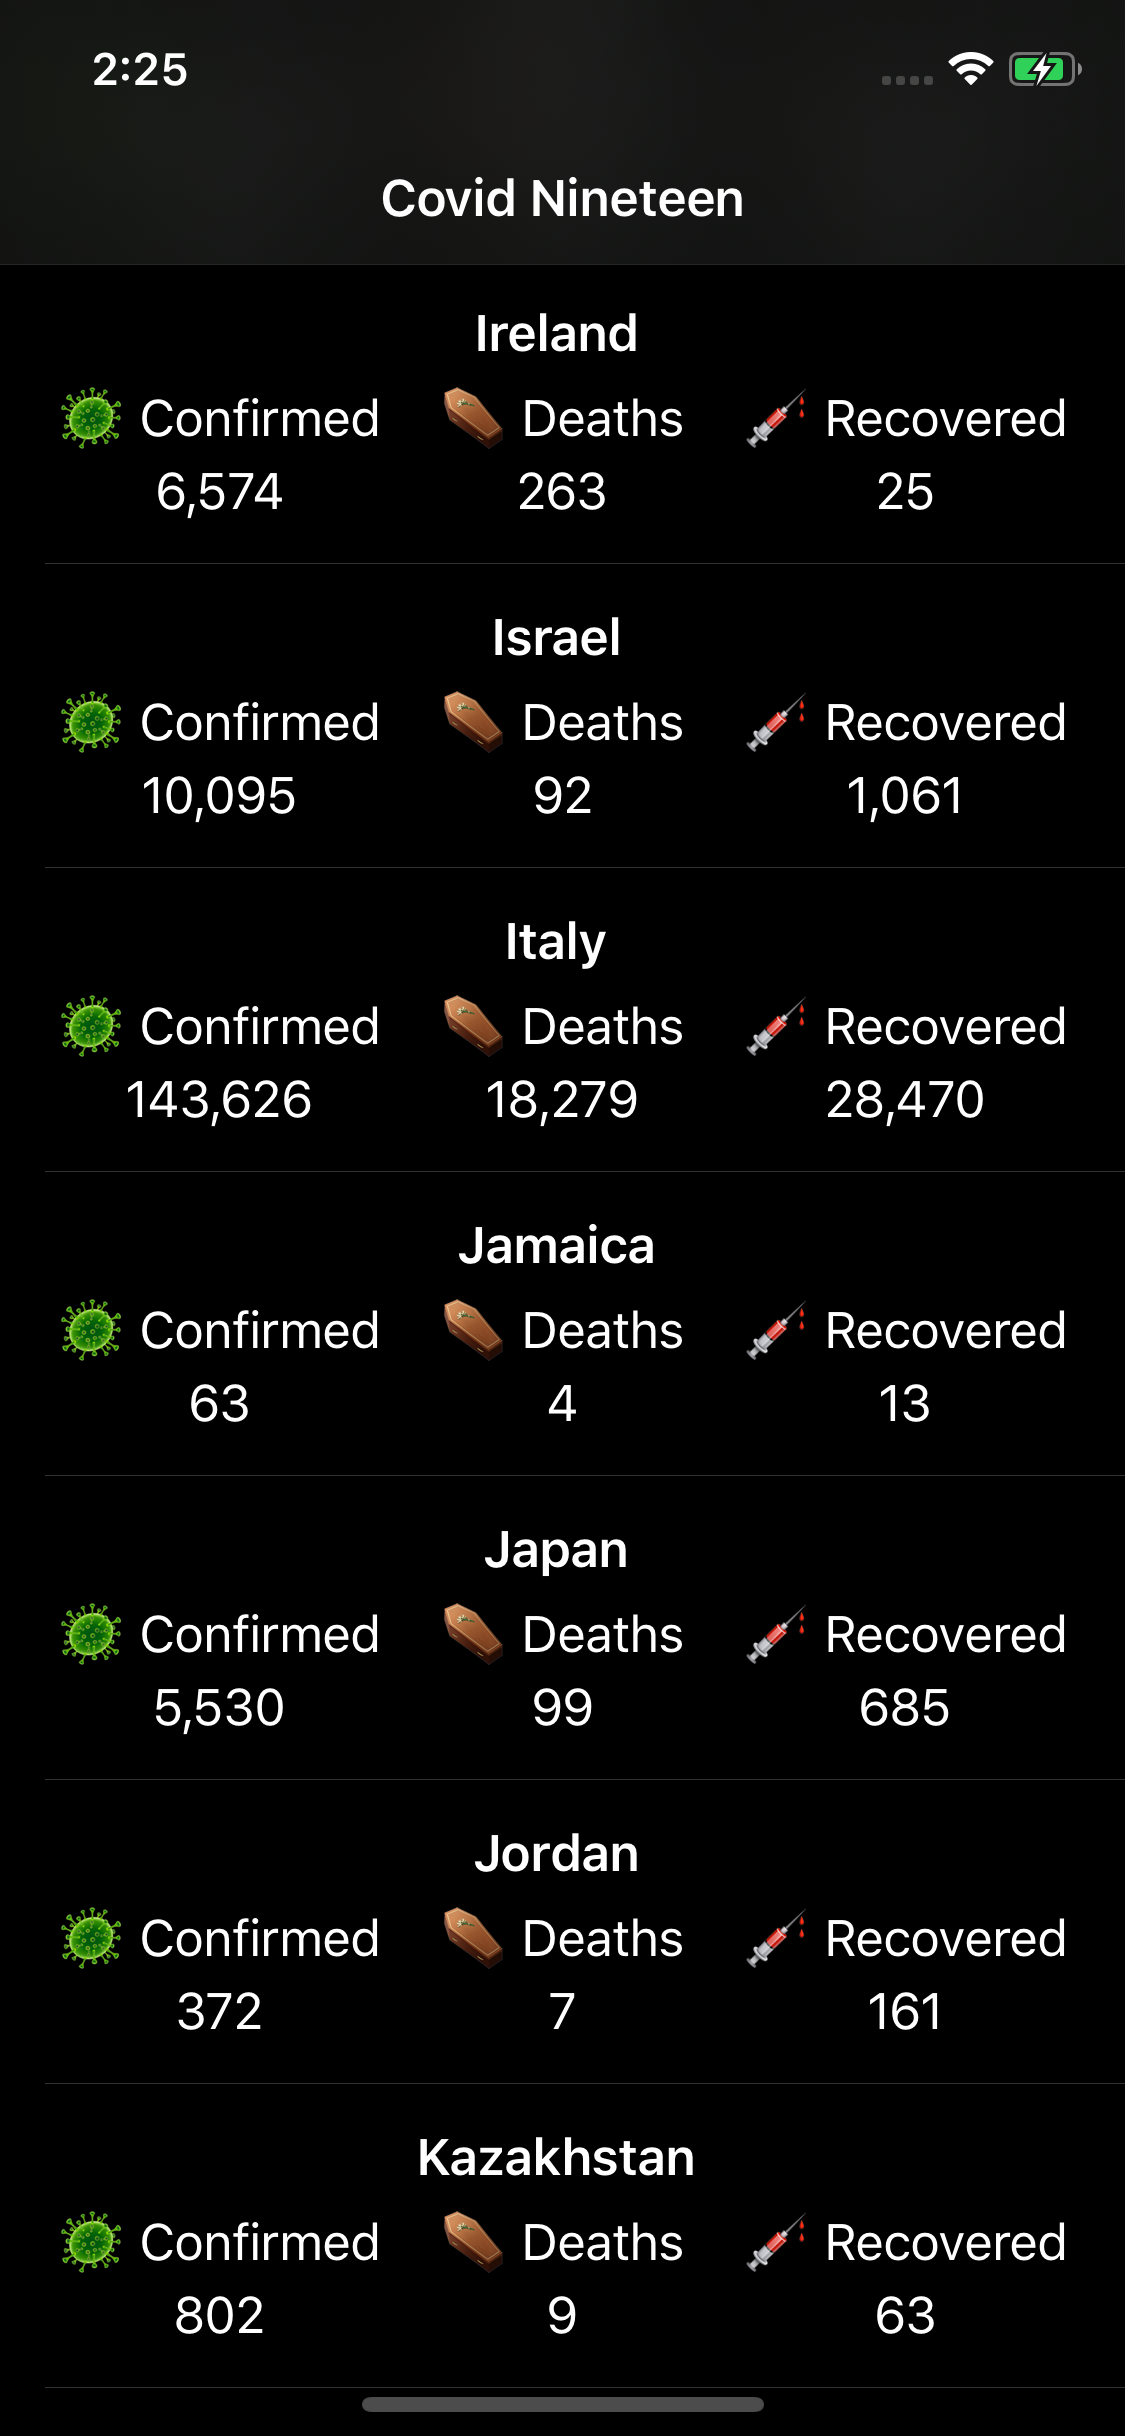 2:25
Covid Nineteen
Ireland
Confirmed Deaths Recovered
6,574 263 25
Israel
Confirmed Deaths Recovered
10,095 92 1,061
Italy
Confirmed Deaths Recovered
143,626 18,279 28,470
Jamaica
Confirmed Deaths Recovered
63 4 13
Japan
Confirmed Deaths Recovered
5,530 99 685
Jordan
Confirmed Deaths Recovered
372 7 161
Kazakhstan
Confirmed Deaths Recovered
802 9 63